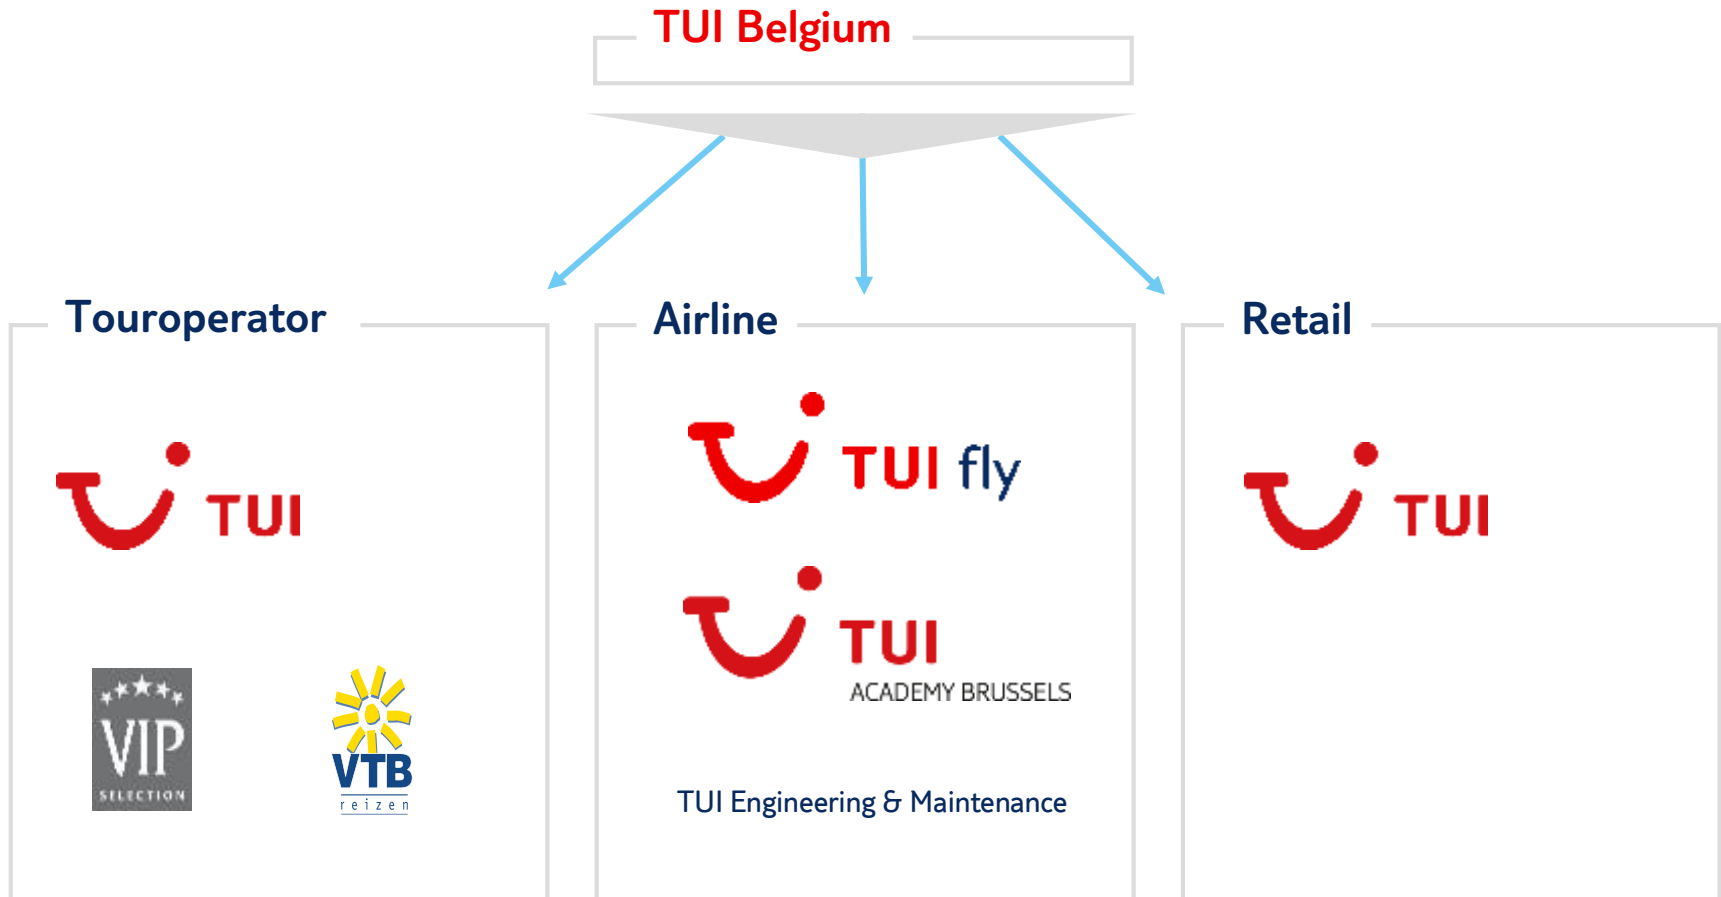 TUI Belgium
Touroperator
TUI
VIP
SELECTION
VTB
reizen
Airline
TUI fly
TUI
ACADEMY BRUSSELS
TUI Engineering & Maintenance
Retail
TUI